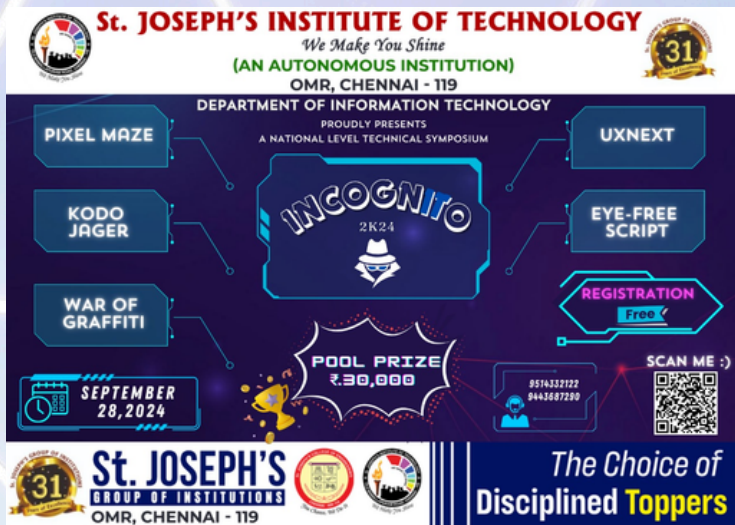 St. JOSEPH'S INSTITUTE OF TECHNOLOGY
We Make You Shine
(AN AUTONOMOUS INSTITUTION)
OMR, CHENNAI - 119
31
DEPARTMENT OF INFORMATION TECHNOLOGY
PROUDLY PRESENTS
A NATIONAL LEVEL TECHNICAL SYMPOSIUM
PIXEL MAZE
KODO
JAGER
WAR OF
GRAFFITI
INCOGNITO
2K24
UXNEXT
EYE-FREE
SCRIPT
REGISTRATION
Free
POOL PRIZE
₹.30,000
SEPTEMBER
28,2024
9514332122
9443687290
SCAN ME :)
31
St. JOSEPH'S
GROUP OF INSTITUTIONS
OMR, CHENNAI - 119
The Choice of
Disciplined Toppers